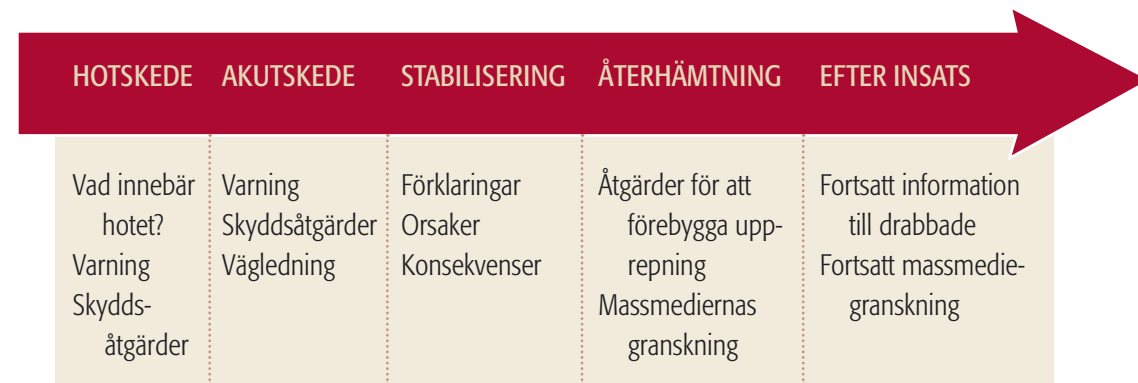 HOTSKEDE
AKUTSKEDE
STABILISERING
ÅTERHÄMTNING
EFTER INSATS
Vad innebär
hotet?
Varning
Skydds-
åtgärder
Varning
Skyddsåtgärder
Vägledning
Förklaringar
Orsaker
Konsekvenser
Åtgärder för att
förebygga upp-
repning
Massmediernas
granskning
Fortsatt information
till drabbade
Fortsatt massmedie-
granskning